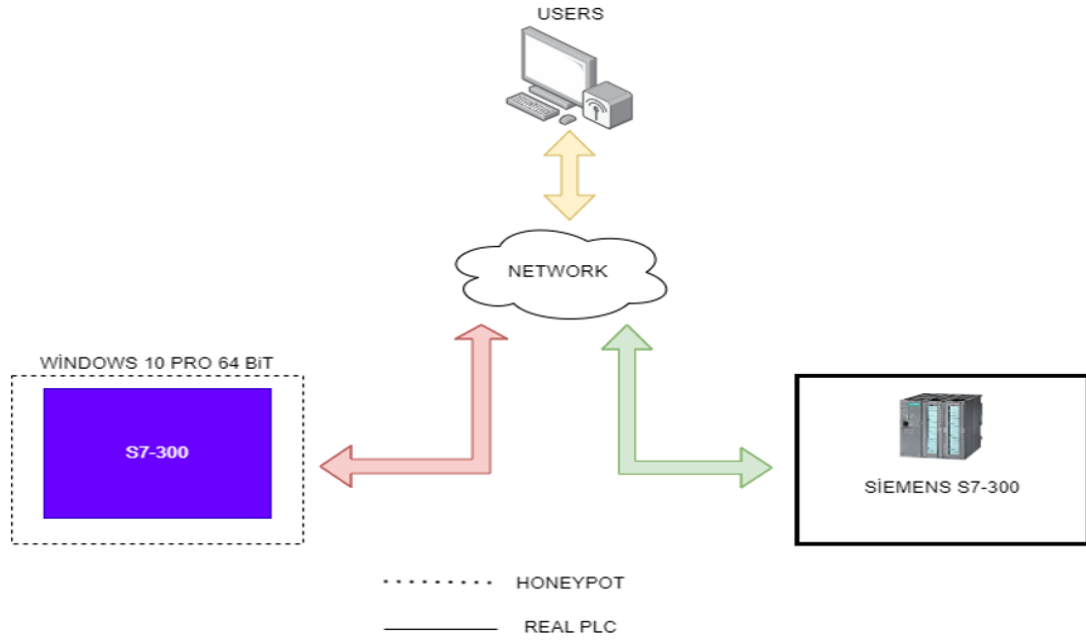 USERS
NETWORK
WİNDOWS 10 PRO 64 BiT
S7-300
SİEMENS S7-300
HONEYPOT
REAL PLC